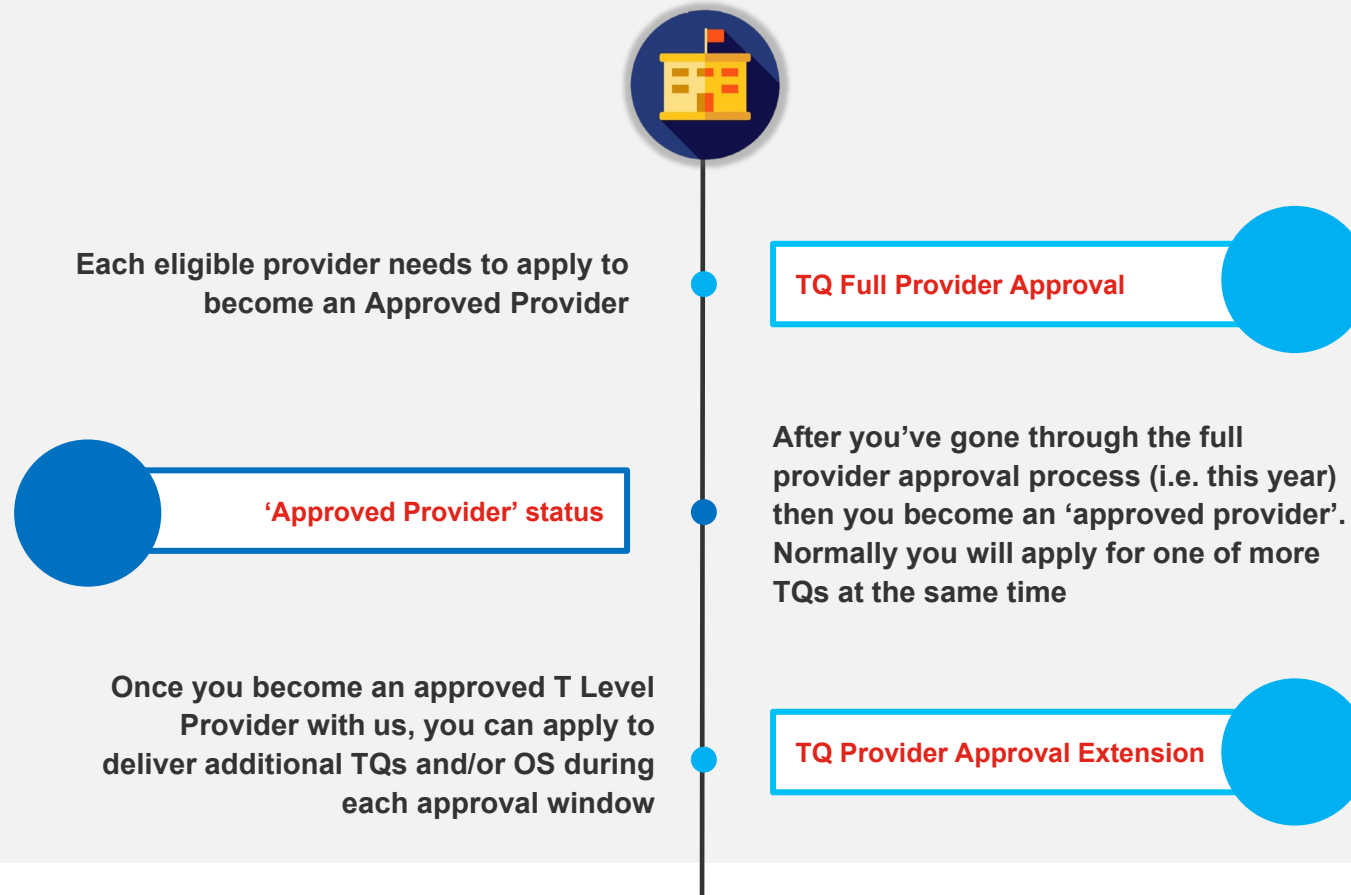 Each eligible provider needs to apply to
become an Approved Provider
TQ Full Provider Approval
‘Approved Provider’ status
After you’ve gone through the full
provider approval process (i.e. this year)
then you become an ‘approved provider’.
Normally you will apply for one of more
TQs at the same time
Once you become an approved T Level
Provider with us, you can apply to
deliver additional TQs and/or OS during
each approval window
TQ Provider Approval Extension